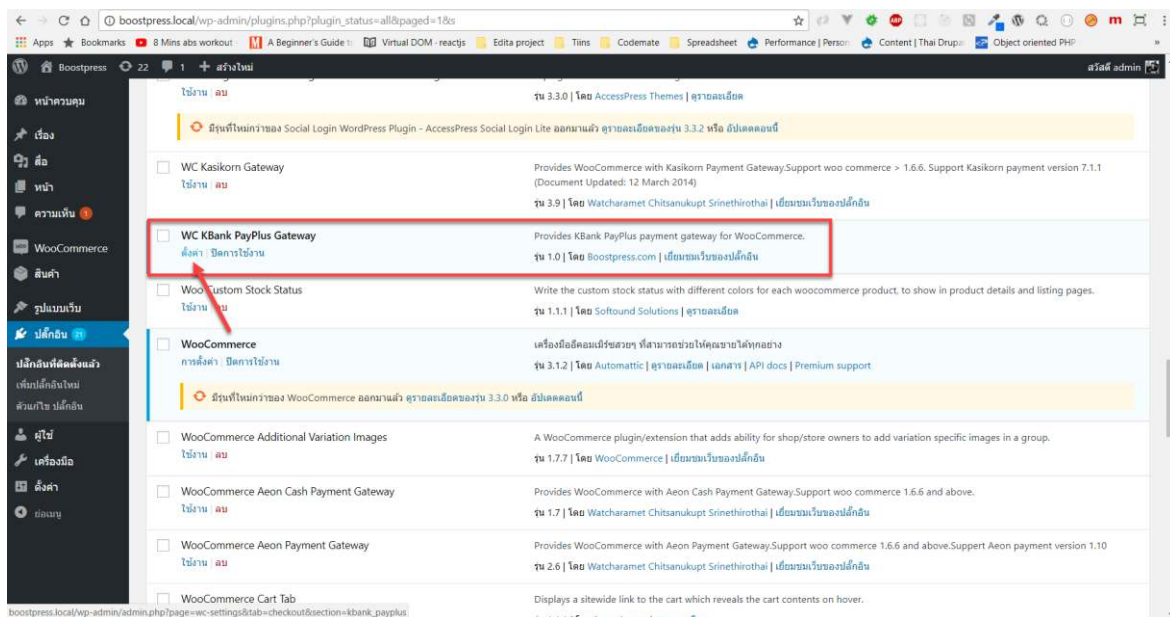 boostpress.local/wp-admin/plugins.php?plugin_status=all&paged=1&s
Apps Bookmarks 8 Mins abs workout A Beginner's Guide t Virtual DOM - reactjs Edita project Tiins Codemate Spreadsheet Performance | Person Content | Thai Drupa Object oriented PHP »
Boostpress 22 1 + สร้างใหม่ สวัสดี admin
หน้าควบคุม
เรื่อง
สื่อ
หน้า
ความเห็น 1
WooCommerce
สินค้า
รูปแบบเว็บ
ปลั๊กอิน 21
ปลั๊กอินที่ติดตั้งแล้ว
เพิ่มปลั๊กอินใหม่
ตัวแก้ไข ปลั๊กอิน
ผู้ใช้
เครื่องมือ
ตั้งค่า
ย่อเมนู
ใช้งาน | ลบ
รุ่น 3.3.0 | โดย AccessPress Themes | ดูรายละเอียด
มีรุ่นที่ใหม่กว่าของ Social Login WordPress Plugin - AccessPress Social Login Lite ออกมาแล้ว ดูรายละเอียดของรุ่น 3.3.2 หรือ อัปเดตตอนนี้
WC Kasikorn Gateway
ใช้งาน | ลบ
Provides WooCommerce with Kasikorn Payment Gateway.Support woo commerce > 1.6.6. Support Kasikorn payment version 7.1.1
(Document Updated: 12 March 2014)
รุ่น 3.9 | โดย Watcharamet Chitsanukupt Srinethirothai | เยี่ยมชมเว็บของปลั๊กอิน
WC KBank PayPlus Gateway
ตั้งค่า | ปิดการใช้งาน
Provides KBank PayPlus payment gateway for WooCommerce.
รุ่น 1.0 | โดย Boostpress.com | เยี่ยมชมเว็บของปลั๊กอิน
Woo Custom Stock Status
ใช้งาน | ลบ
Write the custom stock status with different colors for each woocommerce product, to show in product details and listing pages.
รุ่น 1.1.1 | โดย Softound Solutions | ดูรายละเอียด
WooCommerce
การตั้งค่า | ปิดการใช้งาน
เครื่องมืออีคอมเมิร์ซสวยๆ ที่สามารถช่วยให้คุณขายได้ทุกอย่าง
รุ่น 3.1.2 | โดย Automattic | ดูรายละเอียด | เอกสาร | API docs | Premium support
มีรุ่นที่ใหม่กว่าของ WooCommerce ออกมาแล้ว ดูรายละเอียดของรุ่น 3.3.0 หรือ อัปเดตตอนนี้
WooCommerce Additional Variation Images
ใช้งาน | ลบ
A WooCommerce plugin/extension that adds ability for shop/store owners to add variation specific images in a group.
รุ่น 1.7.7 | โดย WooCommerce | เยี่ยมชมเว็บของปลั๊กอิน
WooCommerce Aeon Cash Payment Gateway
ใช้งาน | ลบ
Provides WooCommerce with Aeon Cash Payment Gateway.Support woo commerce 1.6.6 and above.
รุ่น 1.7 | โดย Watcharamet Chitsanukupt Srinethirothai | เยี่ยมชมเว็บของปลั๊กอิน
WooCommerce Aeon Payment Gateway
ใช้งาน | ลบ
Provides WooCommerce with Aeon Payment Gateway.Support woo commerce 1.6.6 and above.Suppert Aeon payment version 1.10
รุ่น 2.6 | โดย Watcharamet Chitsanukupt Srinethirothai | เยี่ยมชมเว็บของปลั๊กอิน
WooCommerce Cart Tab
Displays a sitewide link to the cart which reveals the cart contents on hover.
boostpress.local/wp-admin/admin.php?page=wc-settings&tab=checkout&section=kbank_payplus